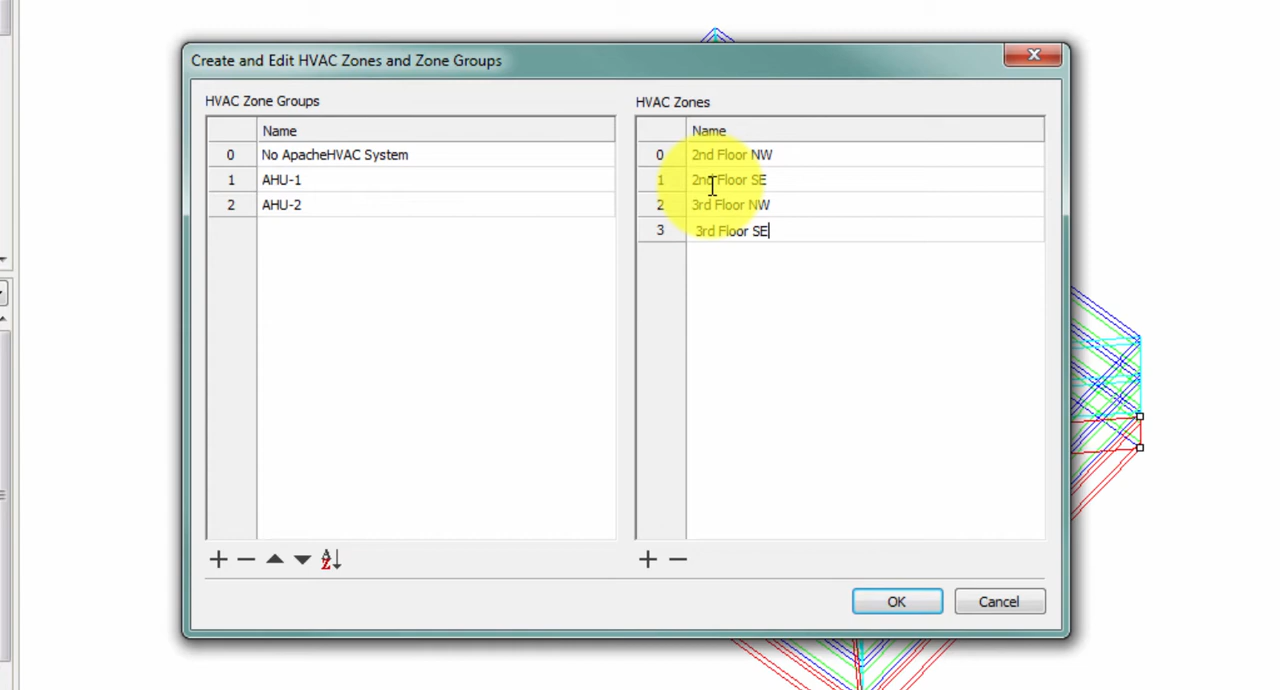 Create and Edit HVAC Zones and Zone Groups
HVAC Zone Groups
Name
0 No ApacheHVAC System
1 AHU-1
2 AHU-2
HVAC Zones
Name
0 2nd Floor NW
1 2nd Floor SE
2 3rd Floor NW
3 3rd Floor SE
OK
Cancel